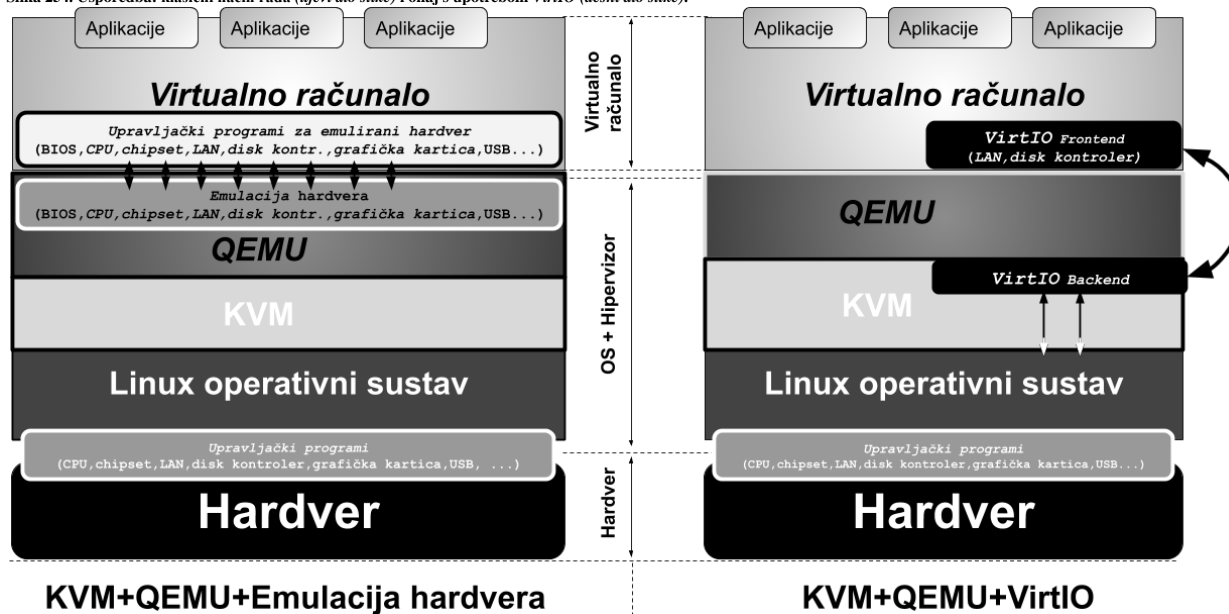 Aplikacije Aplikacije Aplikacije
Virtualno računalo
Upravljački programi za emulirani hardver
(BIOS,CPU,chipset,LAN,disk kontr.,grafička kartica,USB...)
Emulacija hardvera
(BIOS,CPU,chipset,LAN,disk kontr.,grafička kartica,USB...)
QEMU
KVM
Linux operativni sustav
Upravljački programi
(CPU,chipset,LAN,disk kontroler,grafička kartica,USB, ...)
Hardver
KVM+QEMU+Emulacija hardvera
Virtualno
računalo
OS + Hipervizor
Hardver
Aplikacije Aplikacije Aplikacije
Virtualno računalo
VirtIO Frontend
(LAN,disk kontroler)
QEMU
VirtIO Backend
KVM
Linux operativni sustav
Upravljački programi
(CPU,chipset,LAN,disk kontroler,grafička kartica,USB...)
Hardver
KVM+QEMU+VirtIO